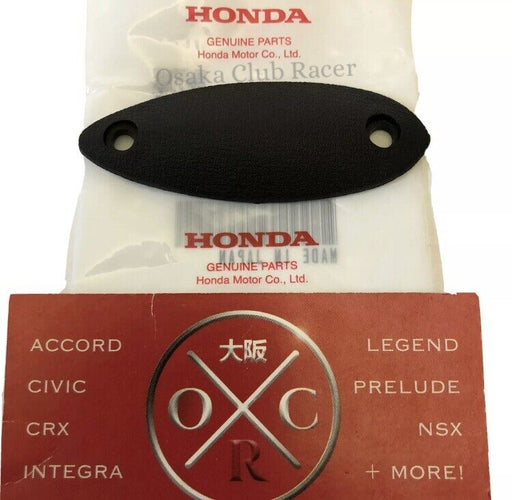 HONDA
GENUINE PARTS
Honda Motor Co., Ltd.
Osaka Club Racer
MADE IN JAPAN
HONDA
GENUINE PARTS
Honda Motor Co., Ltd.
ACCORD
CIVIC
CRX
INTEGRA
大阪
O C
R
LEGEND
PRELUDE
NSX
+ MORE!